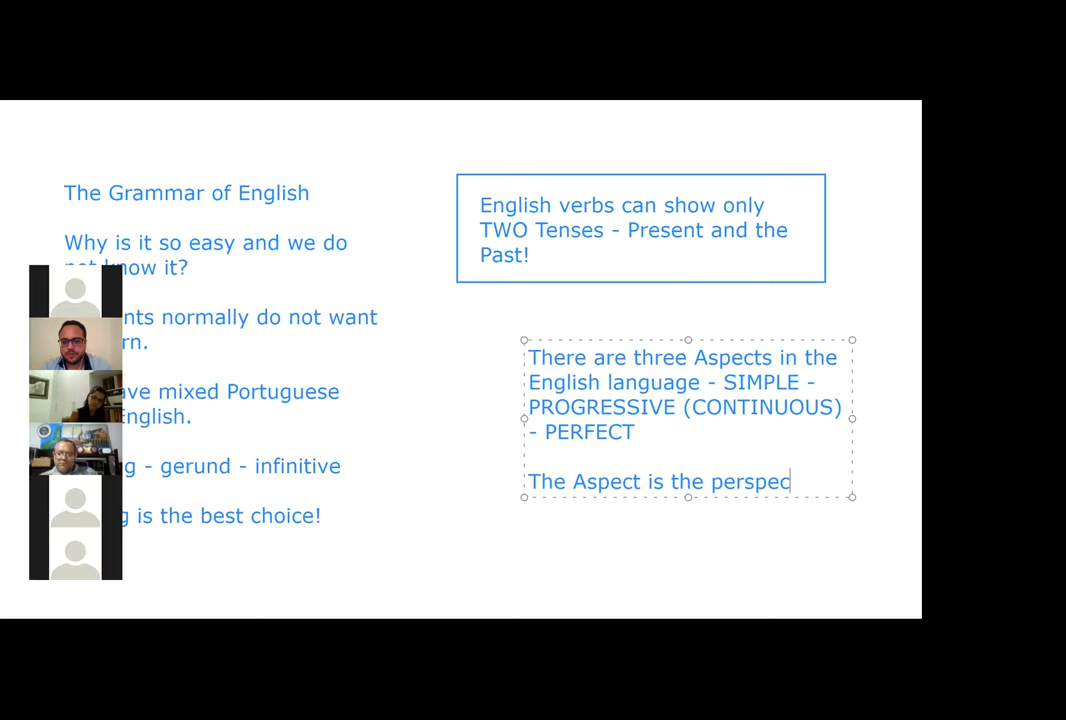 The Grammar of English
Why is it so easy and we do
know it?
nts normally do not want
rn.
ave mixed Portuguese
English.
g - gerund - infinitive
g is the best choice!
English verbs can show only
TWO Tenses - Present and the
Past!
There are three Aspects in the
English language - SIMPLE -
PROGRESSIVE (CONTINUOUS)
- PERFECT
The Aspect is the perspec